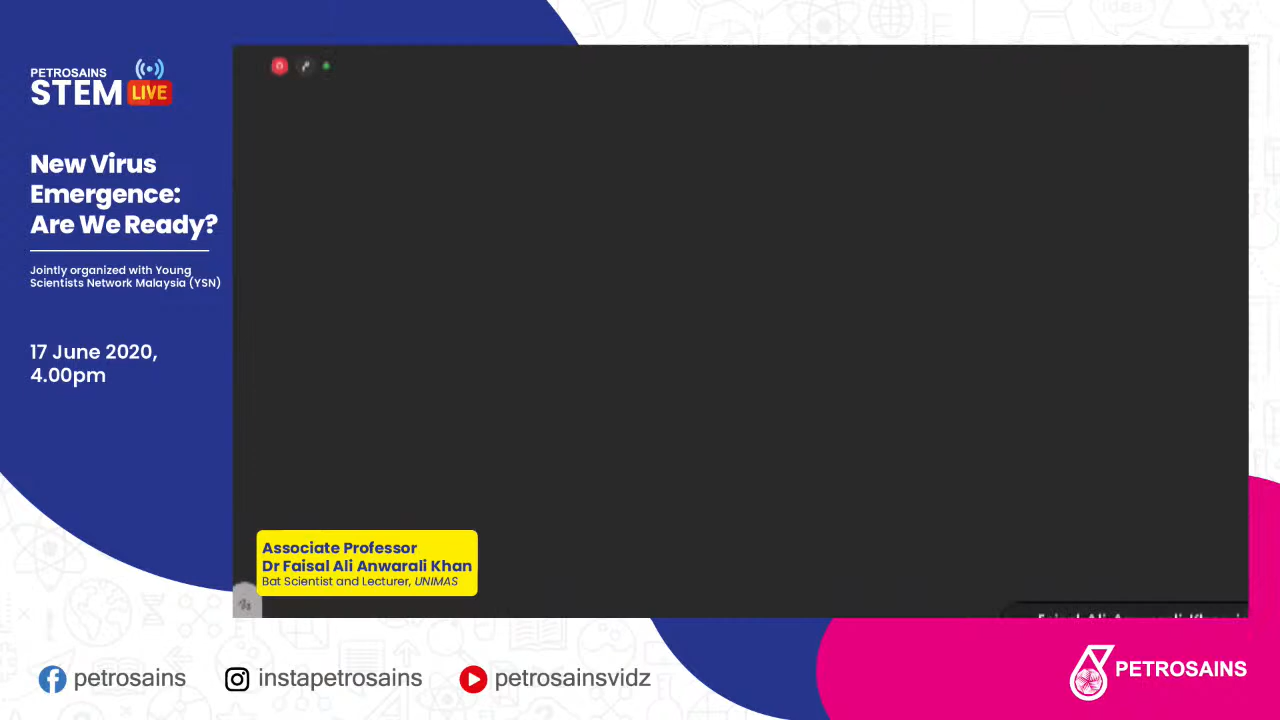 PETROSAINS
STEM LIVE
New Virus
Emergence:
Are We Ready?
Jointly organized with Young
Scientists Network Malaysia (YSN)
17 June 2020,
4.00pm
Associate Professor
Dr Faisal Ali Anwarali Khan
Bat Scientist and Lecturer, UNIMAS
petrosains
instapetrosains
petrosainsvidz
PETROSAINS